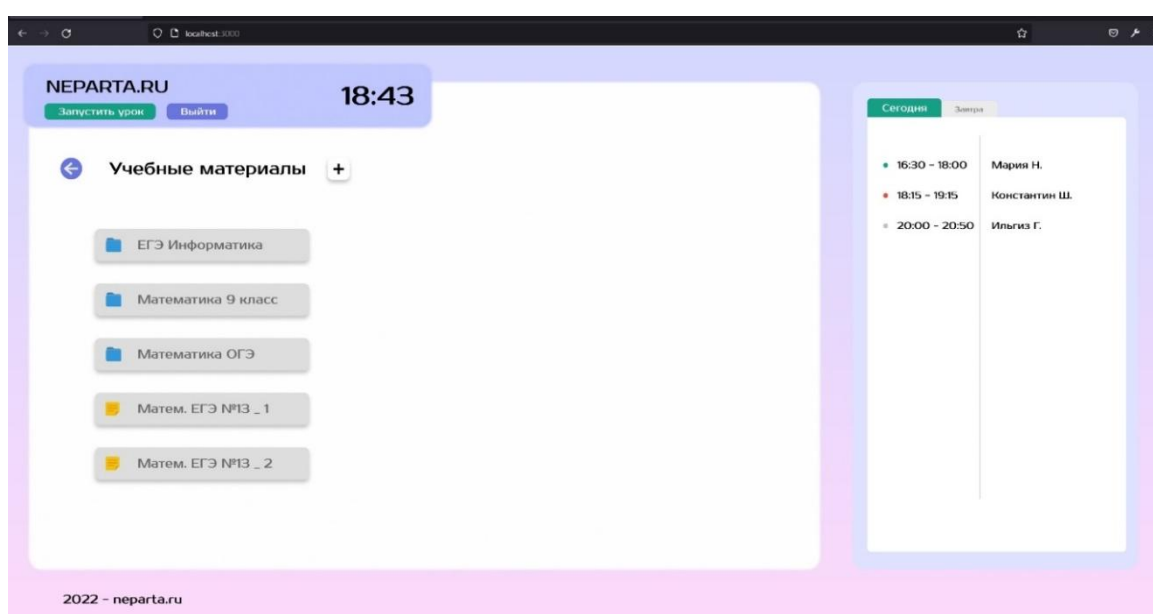 localhost:3000
NEPARTA.RU
18:43
Запустить урок Выйти
Учебные материалы +
ЕГЭ Информатика
Математика 9 класс
Математика ОГЭ
Матем. ЕГЭ №13 _ 1
Матем. ЕГЭ №13 _ 2
Сегодня Завтра
16:30 - 18:00 Мария Н.
18:15 - 19:15 Константин Ш.
20:00 - 20:50 Ильгиз Г.
2022 - neparta.ru